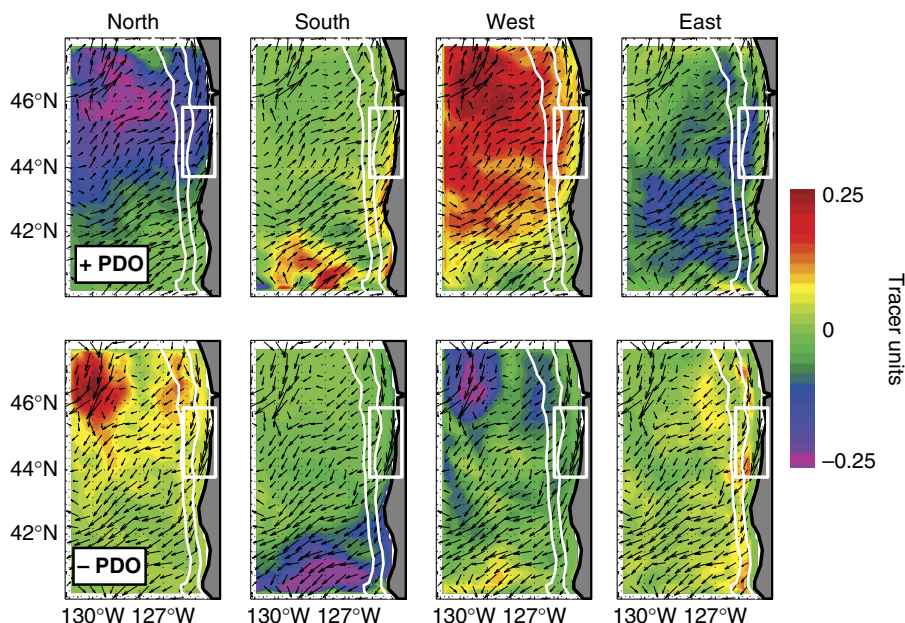 North South West East
46°N
44°N
42°N
+ PDO
0.25
0
−0.25
Tracer units
46°N
44°N
42°N
− PDO
130°W 127°W 130°W 127°W 130°W 127°W 130°W 127°W